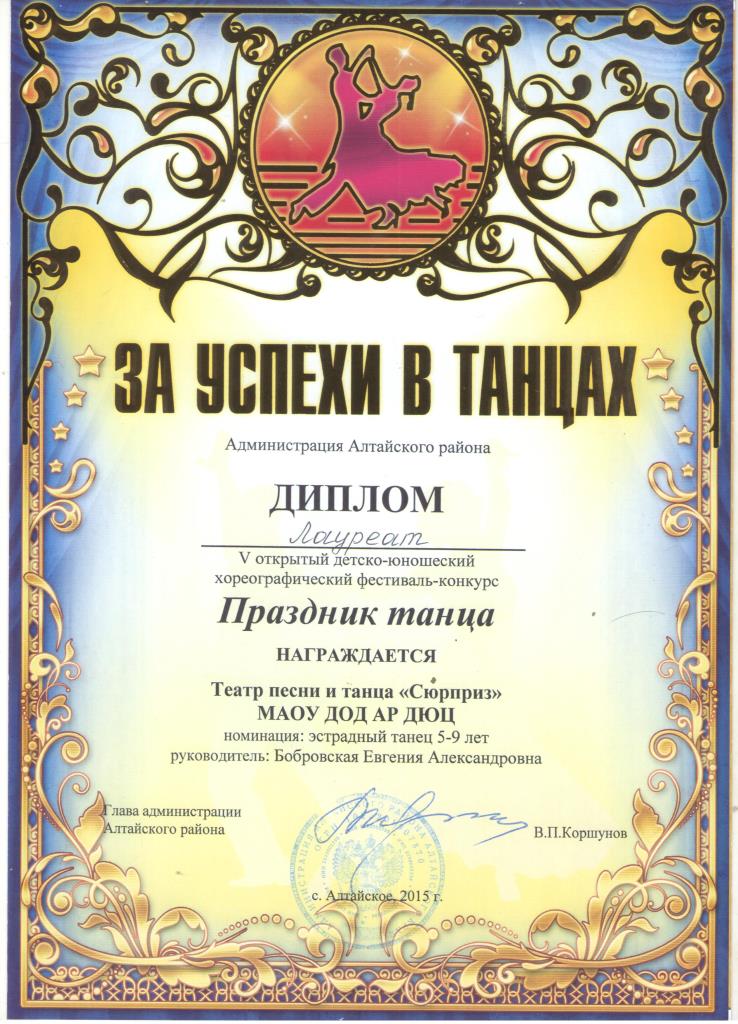 ЗА УСПЕХИ В ТАНЦАХ
Администрация Алтайского района
ДИПЛОМ
Лауреат
V открытый детско-юношеский
хореографический фестиваль-конкурс
Праздник танца
НАГРАЖДАЕТСЯ
Театр песни и танца «Сюрприз»
МАОУ ДОД АР ДЮЦ
номинация: эстрадный танец 5-9 лет
руководитель: Бобровская Евгения Александровна
Глава администрации
Алтайского района
В.П.Коршунов
с. Алтайское, 2015 г.